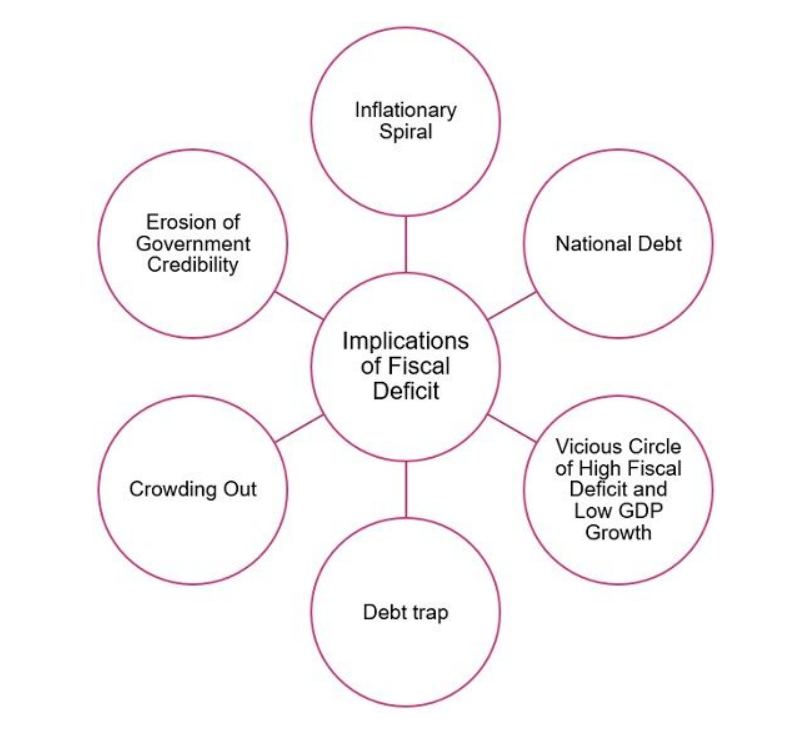 Inflationary
Spiral
Erosion of
Government
Credibility
National Debt
Implications
of Fiscal
Deficit
Crowding Out
Vicious Circle
of High Fiscal
Deficit and
Low GDP
Growth
Debt trap